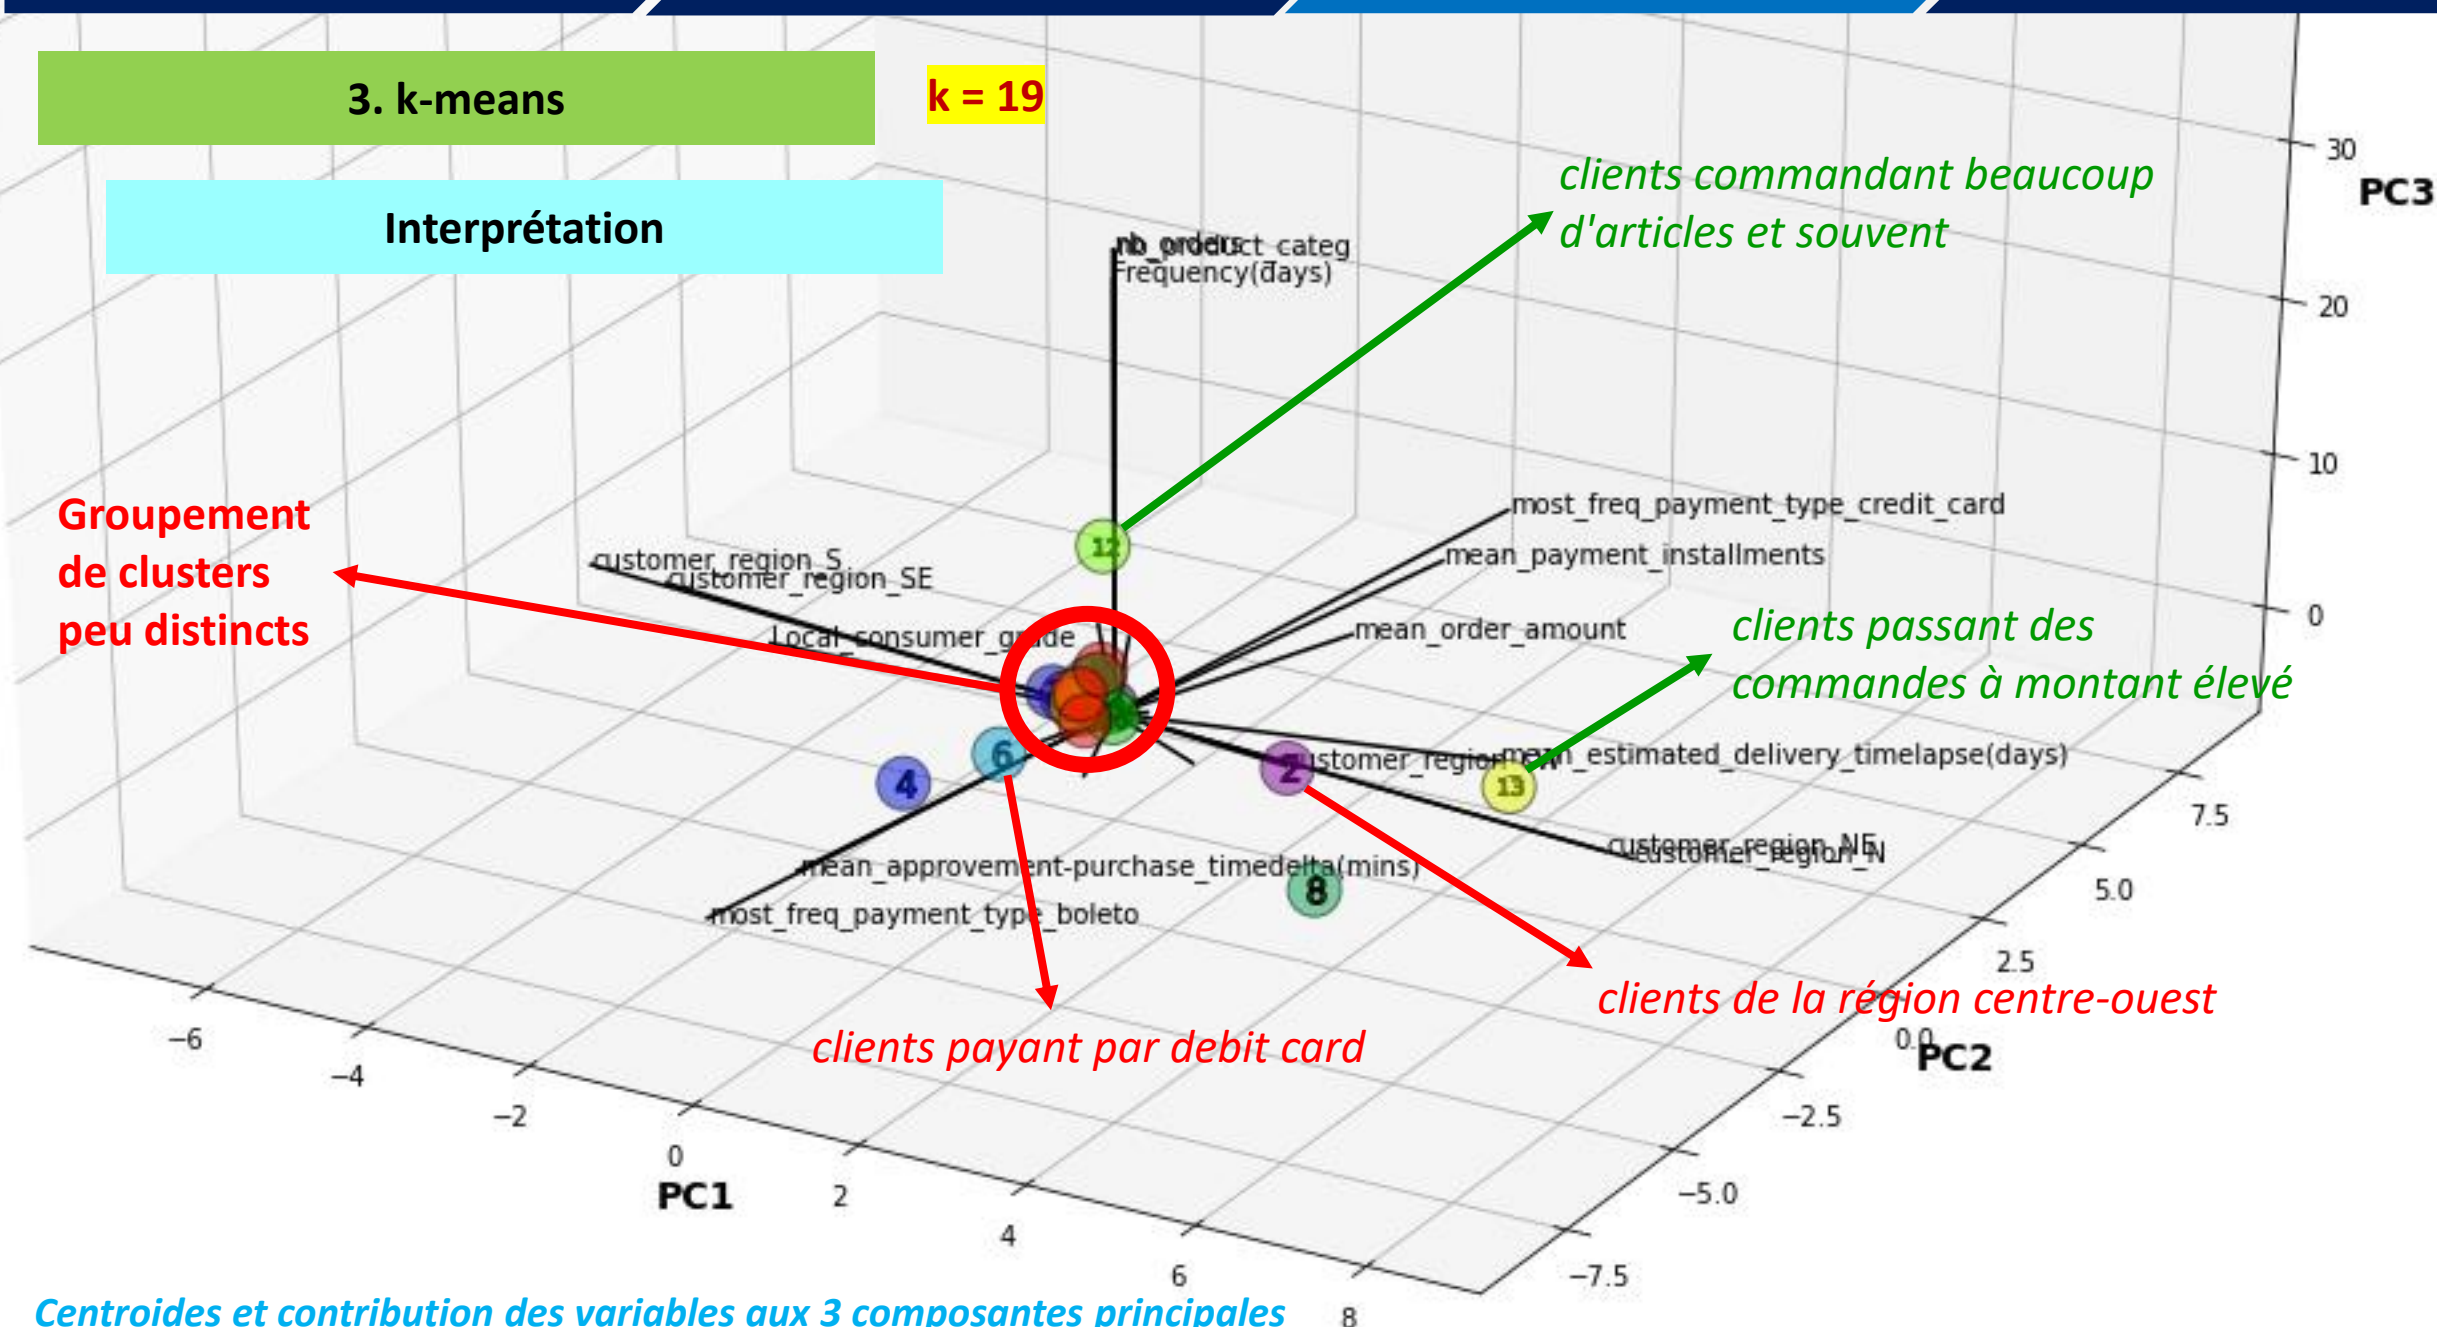 3. k-means
k = 19
Interprétation
clients commandant beaucoup
d'articles et souvent
30
PC3
20
10
0
nb_product_categ
Frequency(days)
most_freq_payment_type_credit_card
mean_payment_installments
mean_order_amount
Groupement
de clusters
peu distincts
customer_region_S
customer_region_SE
Local_consumer_grade
12
clients passant des
commandes à montant élevé
6
4
2
13
8
mean_estimated_delivery_timelapse(days)
customer_region_NE
customer_region_N
mean_approvement-purchase_timedelta(mins)
most_freq_payment_type_boleto
clients de la région centre-ouest
clients payant par debit card
7.5
5.0
2.5
0.0
PC2
−2.5
−5.0
−7.5
−6
−4
−2
0
PC1
2
4
6
8
Centroides et contribution des variables aux 3 composantes principales